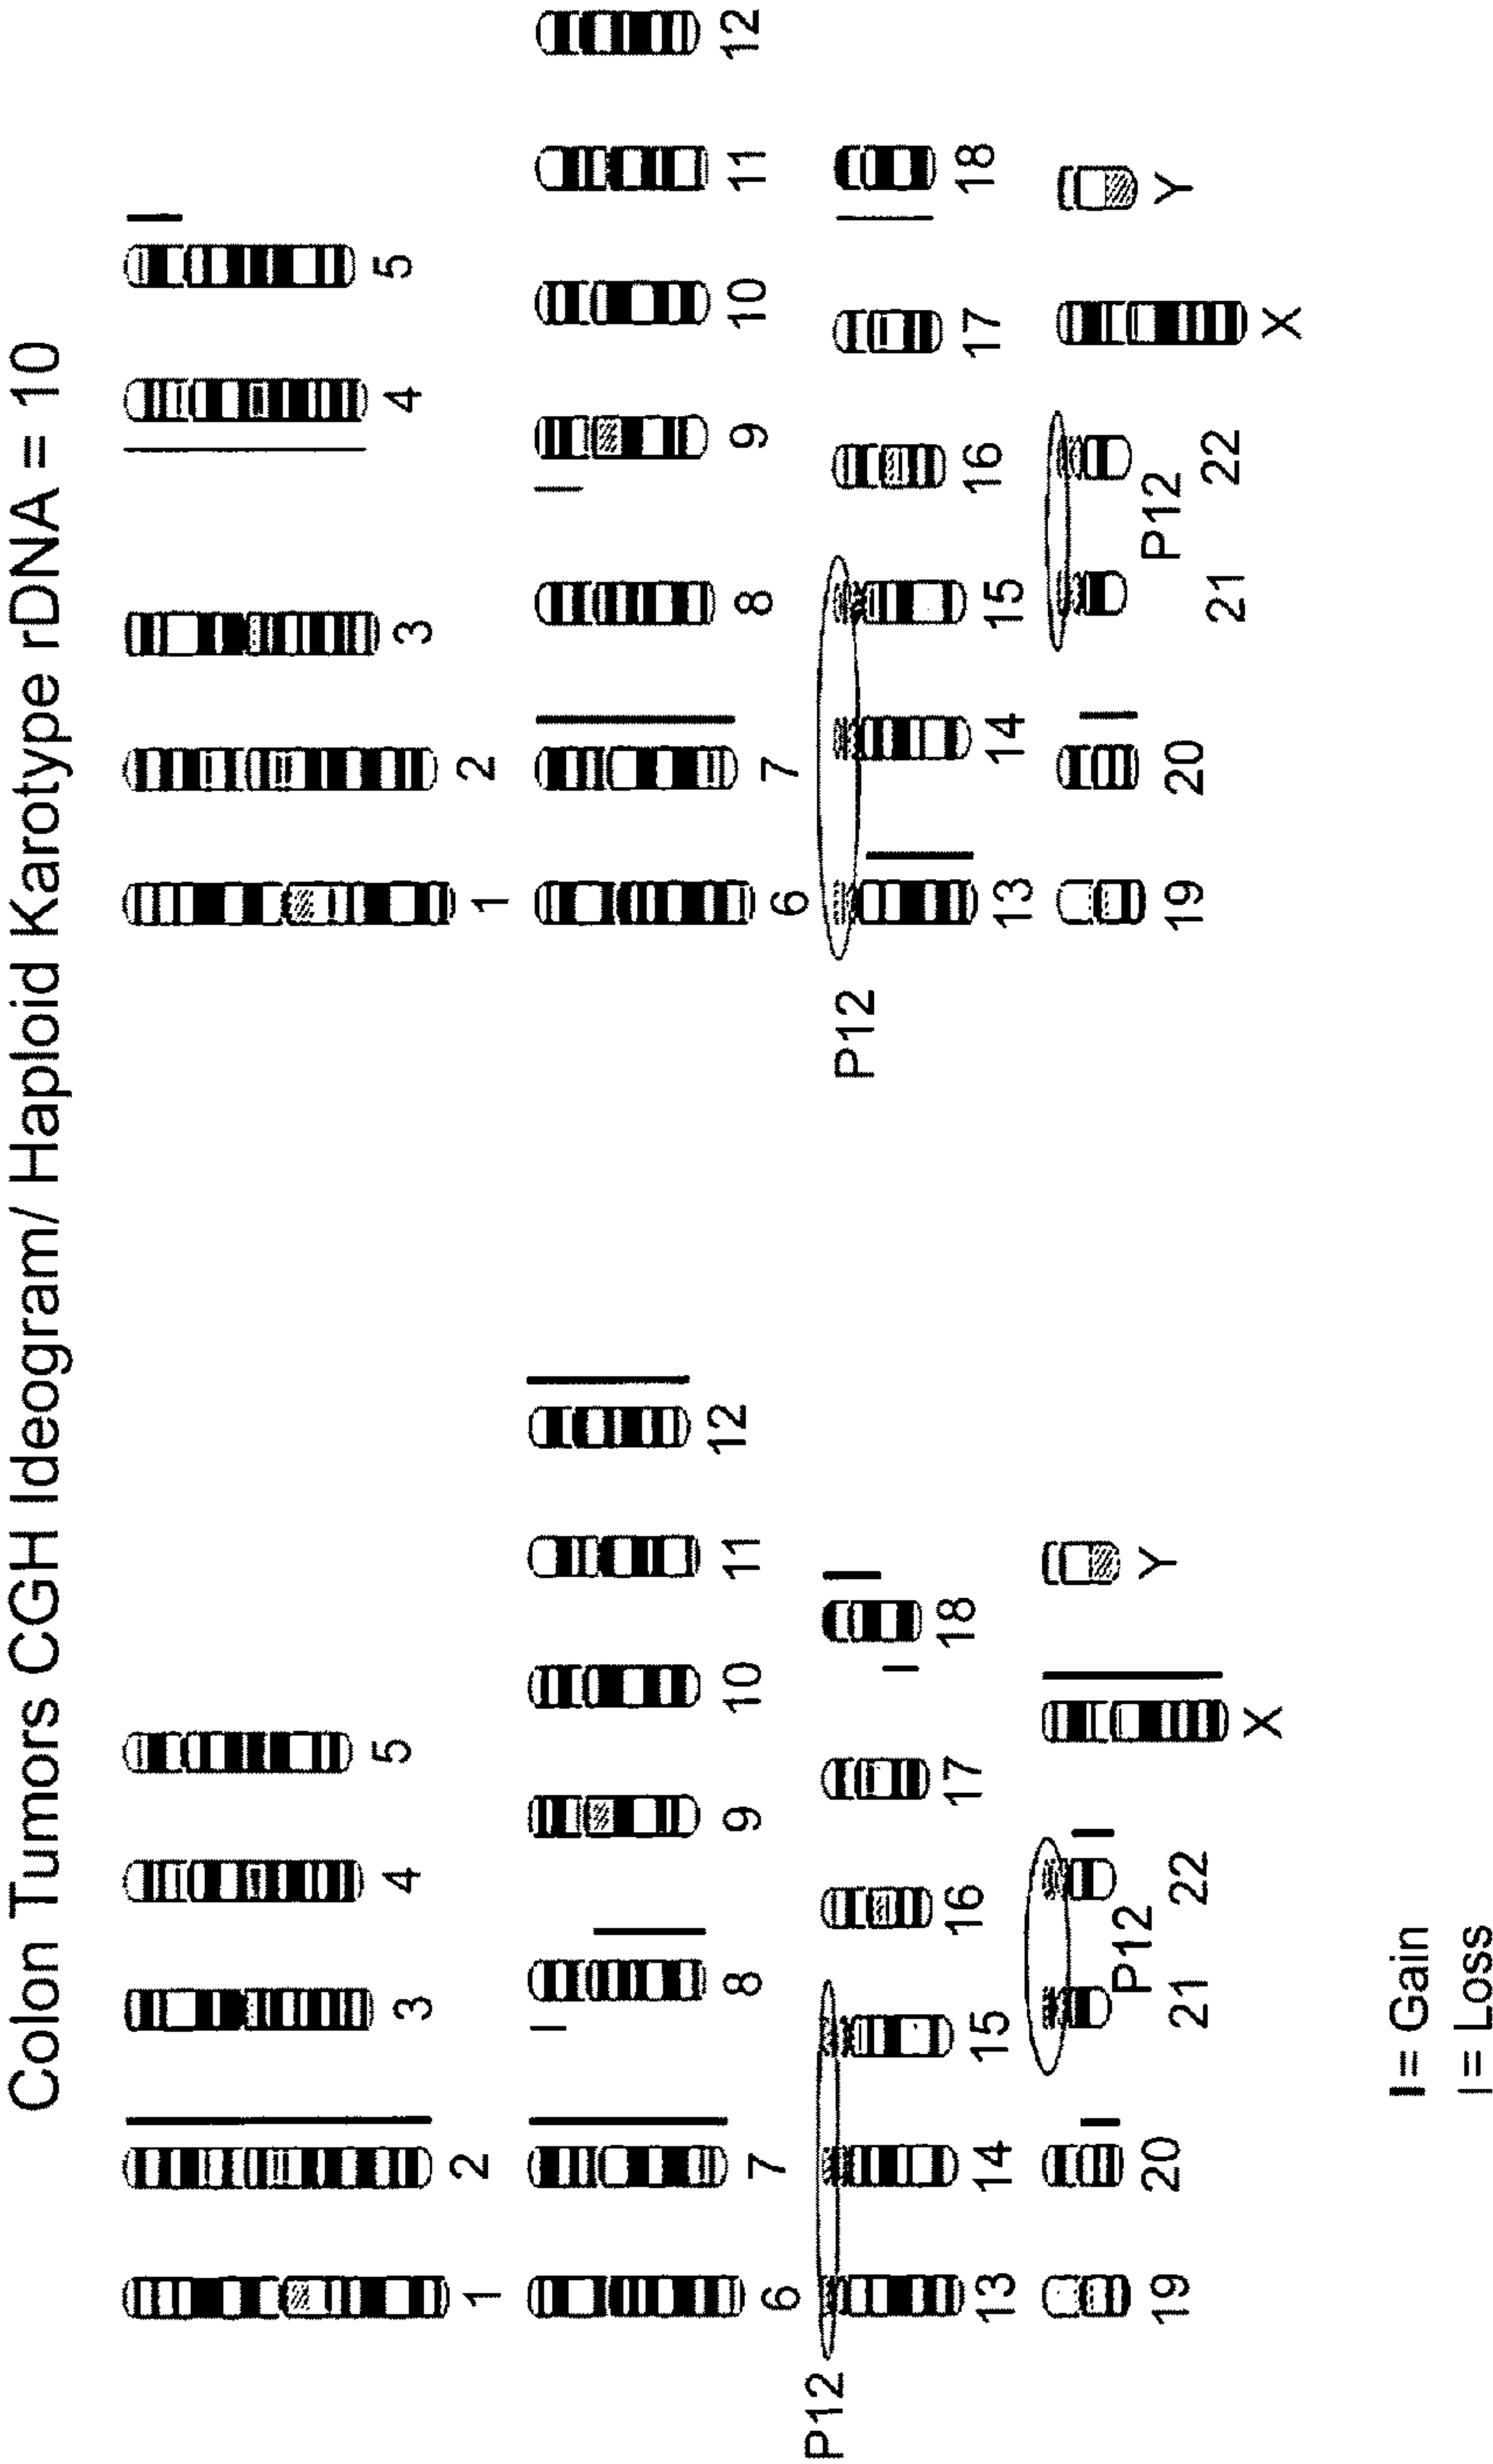 Colon Tumors CGH Ideogram/ Haploid Karotype rDNA = 10
1 2 3 4 5
6 7 8 9 10 11 12
P12
13 14 15 16 17 18
19 20 21 22 X Y
P12
1 2 3 4 5
6 7 8 9 10 11 12
P12
13 14 15 16 17 18
19 20 21 22 X Y
P12
= Gain
= Loss